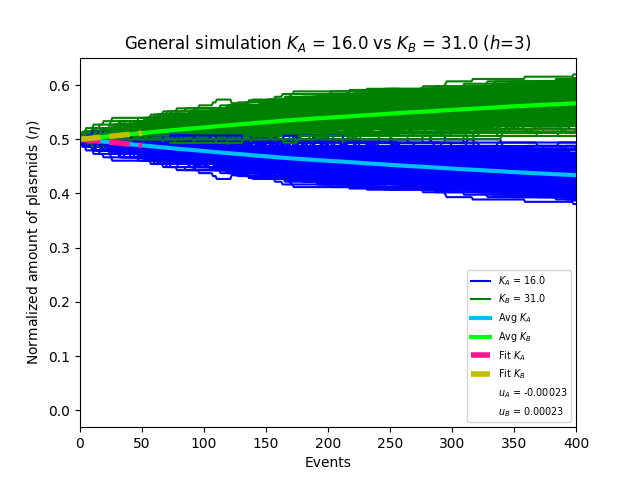 General simulation K_A = 16.0 vs K_B = 31.0 (h=3)
Normalized amount of plasmids (η)
0.6
0.5
0.4
0.3
0.2
0.1
0.0
K_A = 16.0
K_B = 31.0
Avg K_A
Avg K_B
Fit K_A
Fit K_B
u_A = -0.00023
u_B = 0.00023
0 50 100 150 200 250 300 350 400
Events